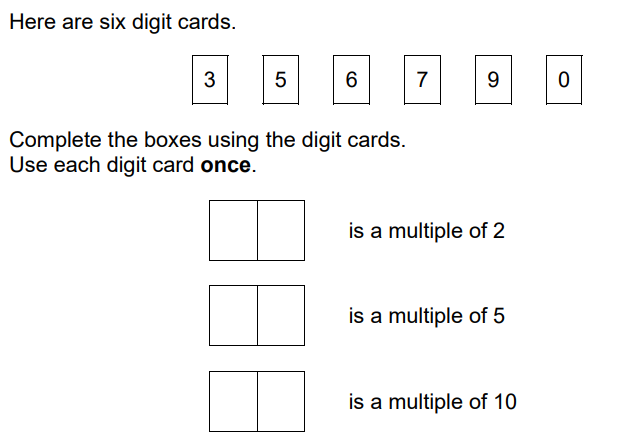 Here are six digit cards.
3 5 6 7 9 0
Complete the boxes using the digit cards.
Use each digit card once.
is a multiple of 2
is a multiple of 5
is a multiple of 10